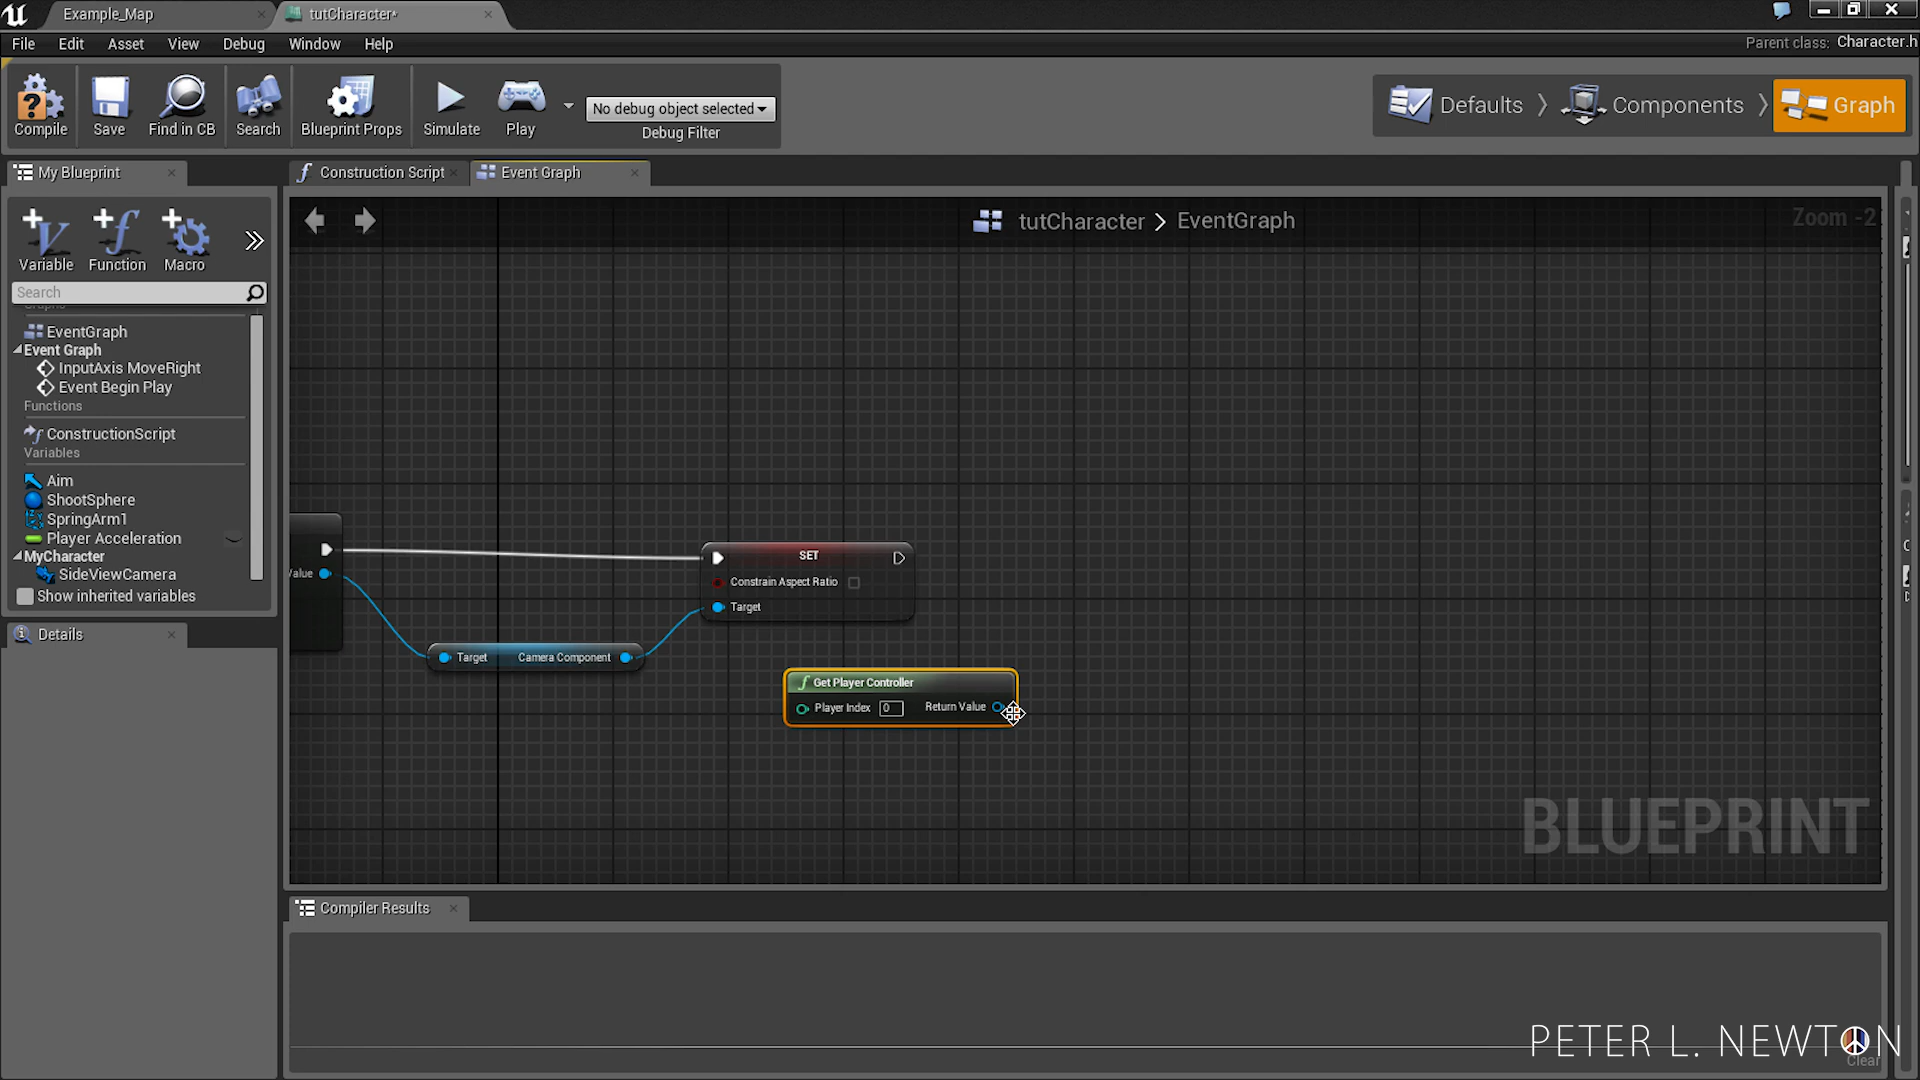 Example_Map
tutCharacter*
File Edit Asset View Debug Window Help
Parent class: Character.h
Compile
Save
Find in CB
Search
Blueprint Props
Simulate
Play
No debug object selected
Debug Filter
Defaults
Components
Graph
My Blueprint
Construction Script
Event Graph
tutCharacter > EventGraph
Zoom -2
Variable
Function
Macro
Search
Graphs
EventGraph
Event Graph
InputAxis MoveRight
Event Begin Play
Functions
ConstructionScript
Variables
Aim
ShootSphere
SpringArm1
Player Acceleration
MyCharacter
SideViewCamera
Show inherited variables
Details
Value
Target Camera Component
SET
Constrain Aspect Ratio
Target
Get Player Controller
Player Index 0 Return Value
BLUEPRINT
Compiler Results
PETER L. NEWTON
Clear